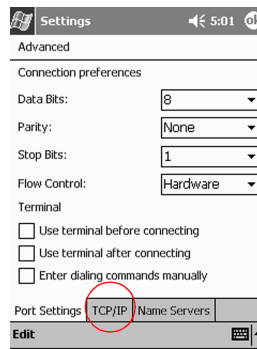 Settings 5:01 ok
Advanced
Connection preferences
Data Bits: 8
Parity: None
Stop Bits: 1
Flow Control: Hardware
Terminal
Use terminal before connecting
Use terminal after connecting
Enter dialing commands manually
Port Settings TCP/IP Name Servers
Edit